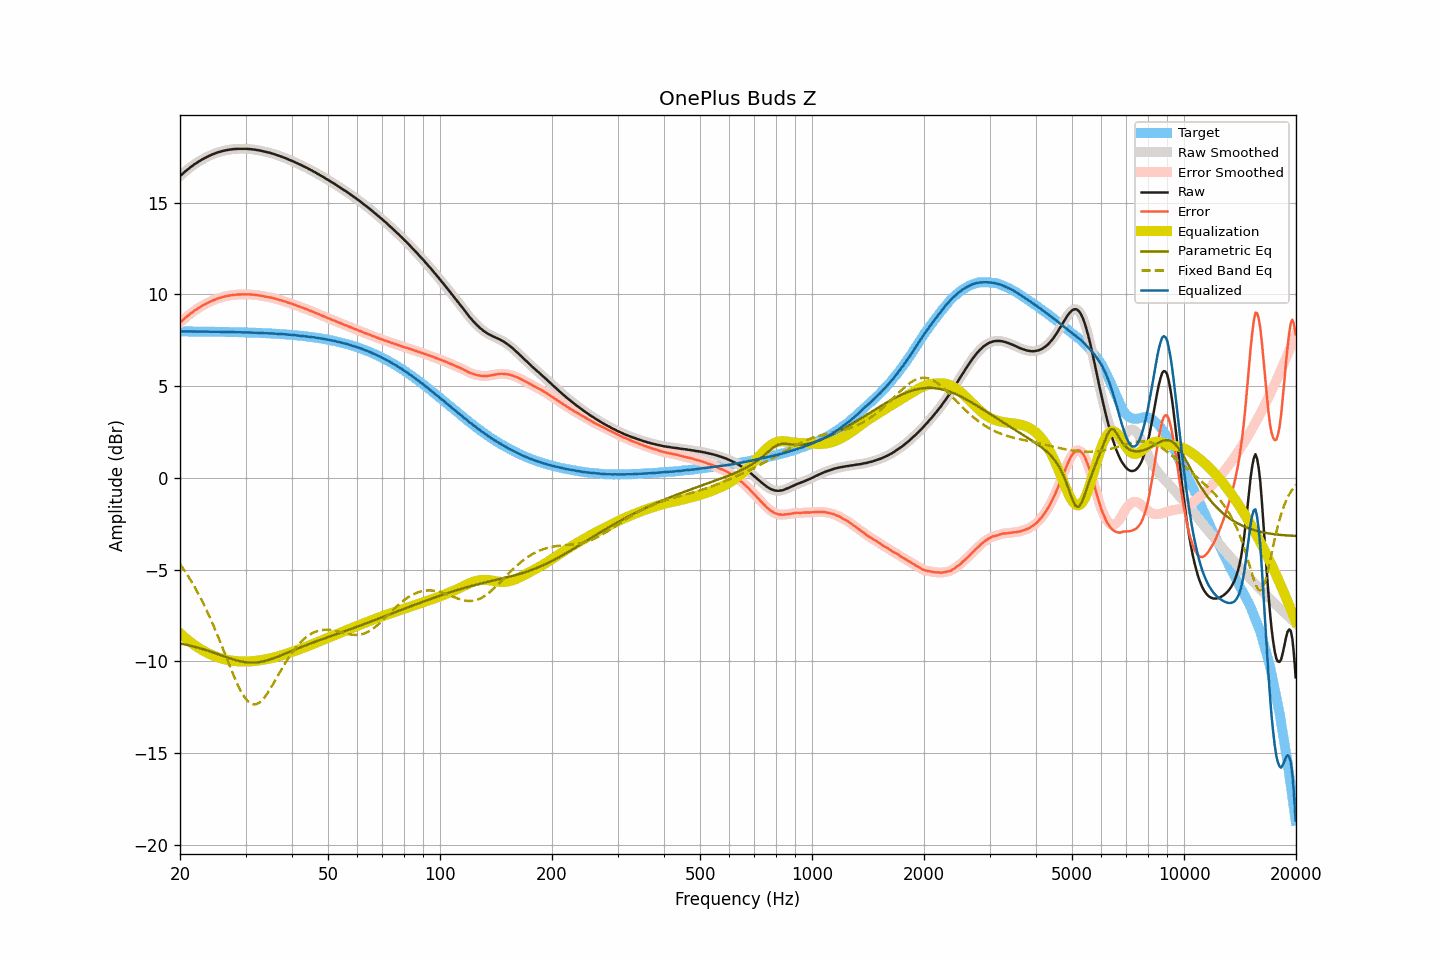 OnePlus Buds Z
Target
Raw Smoothed
Error Smoothed
Raw
Error
Equalization
Parametric Eq
Fixed Band Eq
Equalized
Amplitude (dBr)
15
10
5
0
−5
−10
−15
−20
20 50 100 200 500 1000 2000 5000 10000 20000
Frequency (Hz)